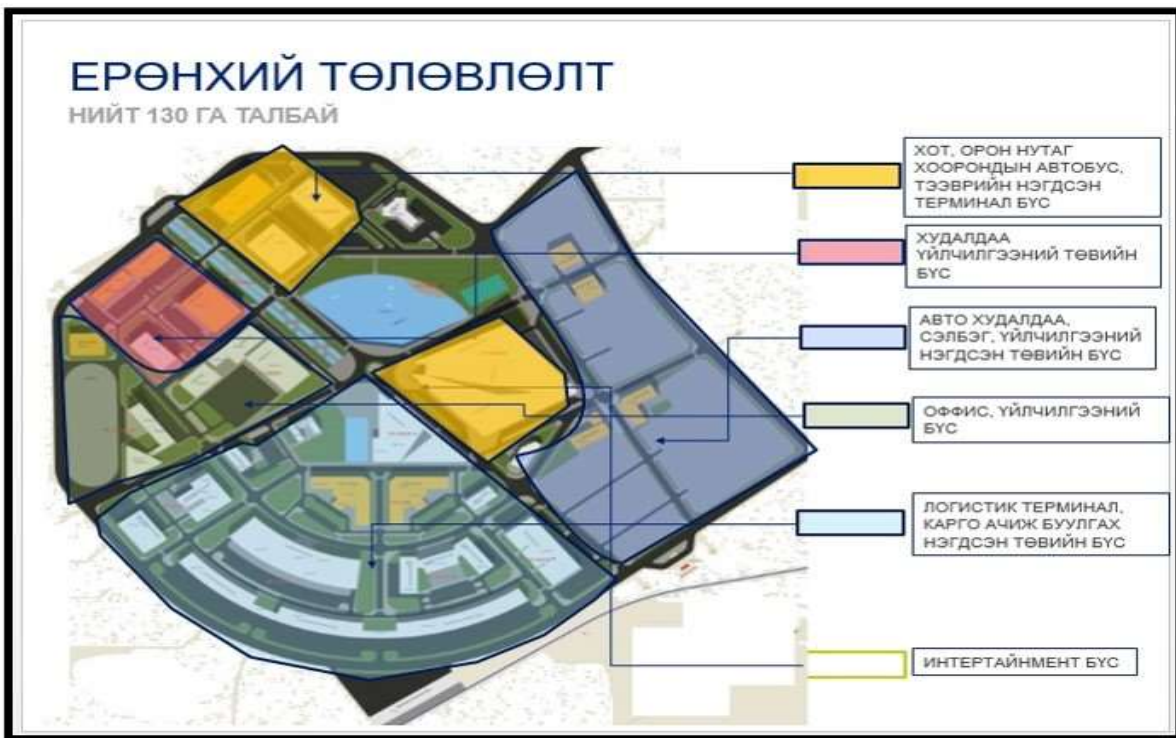 ЕРӨНХИЙ ТӨЛӨВЛӨЛТ
НИЙТ 130 ГА ТАЛБАЙ
ХОТ, ОРОН НУТАГ
ХООРОНДЫН АВТОБУС,
ТЭЭВРИЙН НЭГДСЭН
ТЕРМИНАЛ БҮС
ХУДАЛДАА
ҮЙЛЧИЛГЭЭНИЙ ТӨВИЙН
БҮС
АВТО ХУДАЛДАА,
СЭЛБЭГ, ҮЙЛЧИЛГЭЭНИЙ
НЭГДСЭН ТӨВИЙН БҮС
ОФФИС, ҮЙЛЧИЛГЭЭНИЙ
БҮС
ЛОГИСТИК ТЕРМИНАЛ,
КАРГО АЧИЖ БУУЛГАХ
НЭГДСЭН ТӨВИЙН БҮС
ИНТЕРТАЙНМЕНТ БҮС